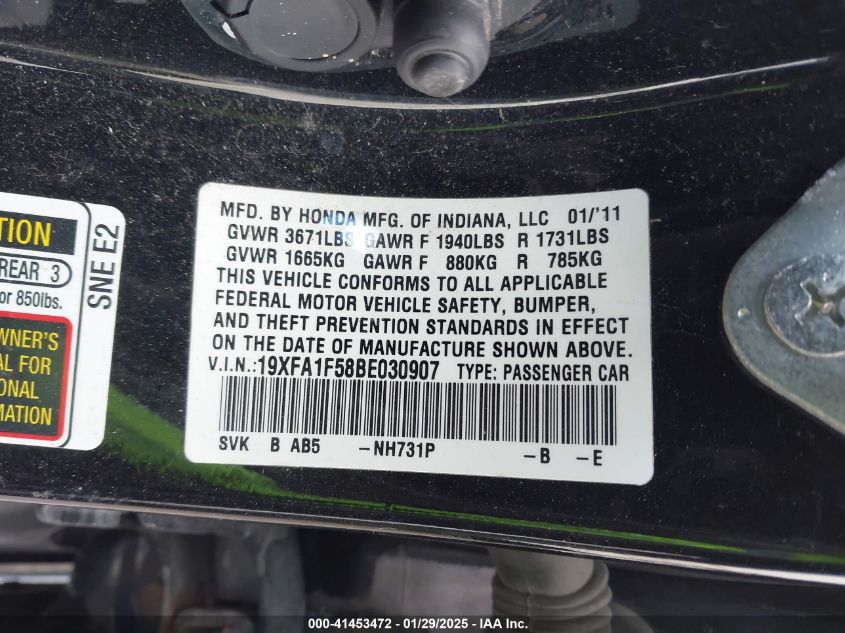 MFD. BY HONDA MFG. OF INDIANA, LLC 01/'11
GVWR 3671LBS GAWR F 1940LBS R 1731LBS
GVWR 1665KG GAWR F 880KG R 785KG
THIS VEHICLE CONFORMS TO ALL APPLICABLE
FEDERAL MOTOR VEHICLE SAFETY, BUMPER,
AND THEFT PREVENTION STANDARDS IN EFFECT
ON THE DATE OF MANUFACTURE SHOWN ABOVE.
V.I.N.:19XFA1F58BE030907 TYPE: PASSENGER CAR
SVK B AB5 -NH731P -B -E
TION
REAR 3
or 850lbs.
SNE E2
WNER'S
AL FOR
IONAL
RMATION
000-41453472 - 01/29/2025 - IAA Inc.